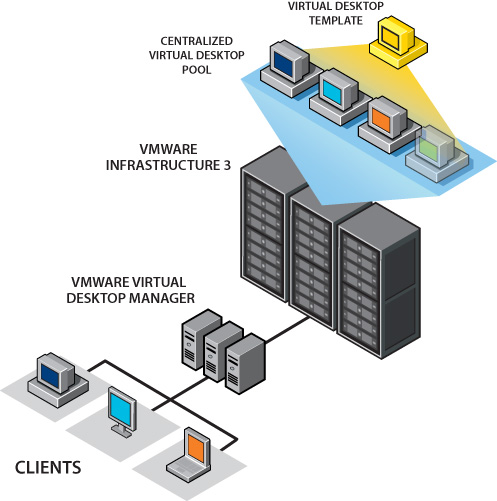 VIRTUAL DESKTOP
TEMPLATE
CENTRALIZED
VIRTUAL DESKTOP
POOL
VMWARE
INFRASTRUCTURE 3
VMWARE VIRTUAL
DESKTOP MANAGER
CLIENTS